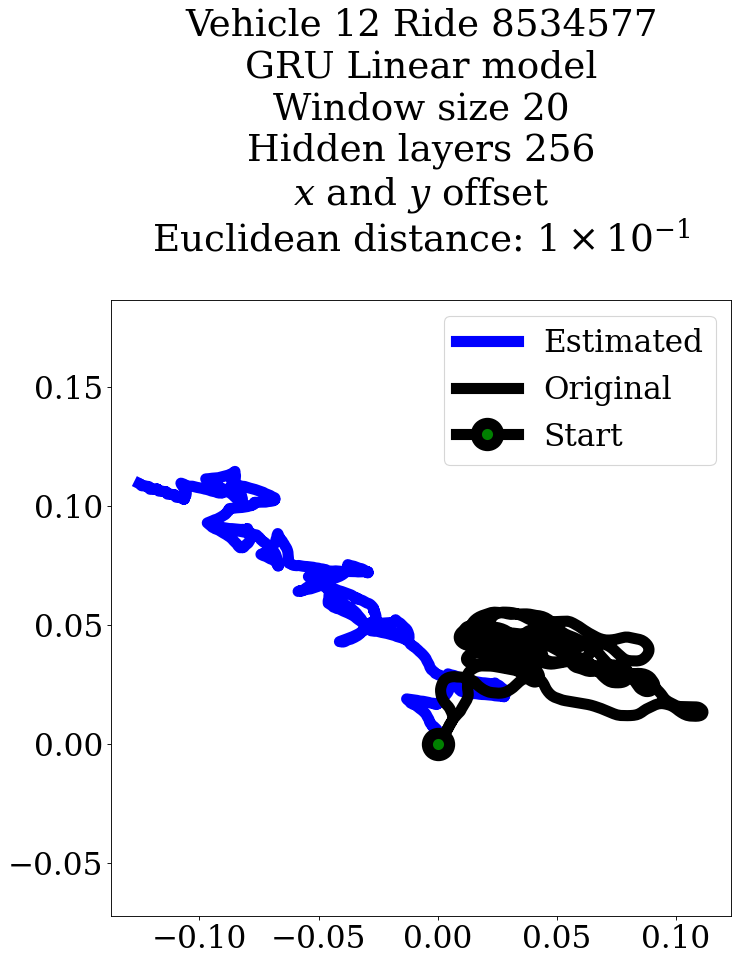 Vehicle 12 Ride 8534577
GRU Linear model
Window size 20
Hidden layers 256
x and y offset
Euclidean distance: 1 × 10⁻¹
Estimated
Original
Start
0.15
0.10
0.05
0.00
−0.05
−0.10 −0.05 0.00 0.05 0.10